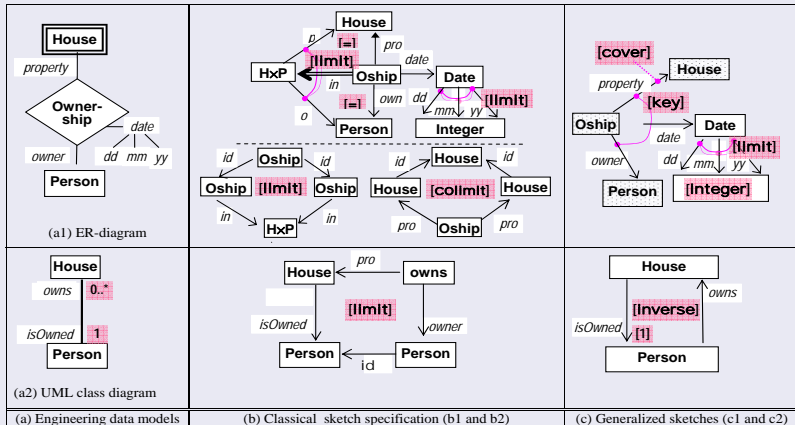 House
property
Owner-
ship
date
dd mm yy
owner
Person
(a1) ER-diagram
House
p
[=]
pro
[limit]
date
HxP
in
Oship
Date
own
dd
mm
yy
[limit]
o
[=]
Person
Integer
id
Oship
id
Oship
[limit]
Oship
in
HxP
in
id
House
id
House
[colimit]
House
pro
Oship
pro
[cover]
House
property
[key]
Oship
Date
date
owner
dd
mm
yy
[limit]
Person
[integer]
House
owns
0..*
isOwned
1
Person
(a2) UML class diagram
House
pro
owns
[limit]
isOwned
owner
Person
id
Person
House
owns
[inverse]
isOwned
[1]
Person
(a) Engineering data models
(b) Classical sketch specification (b1 and b2)
(c) Generalized sketches (c1 and c2)